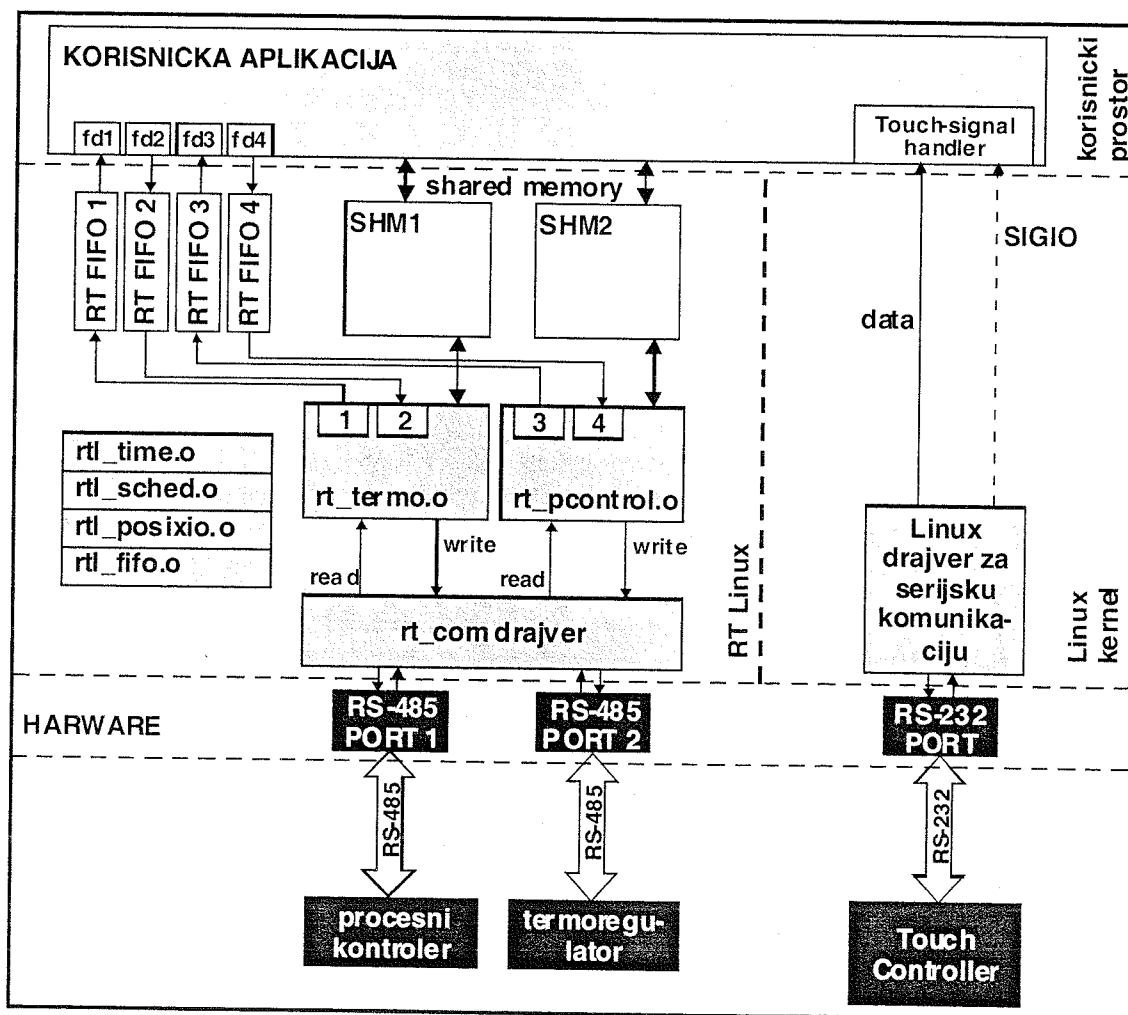 KORISNICKA APLIKACIJA
korisnicki
prostor
fd1
fd2
fd3
fd4
Touch-signal
handler
RT FIFO 1
RT FIFO 2
RT FIFO 3
RT FIFO 4
shared memory
SHM1
SHM2
SIGIO
data
1
2
3
4
rt_termo.o
rt_pcontrol.o
rtl_time.o
rtl_sched.o
rtl_posixio.o
rtl_fifo.o
read
write
read
write
rt_com drajver
RT Linux
Linux
drajver za
serijsku
komunika-
ciju
Linux
kernel
HARWARE
RS-485
PORT 1
RS-485
PORT 2
RS-232
PORT
RS-485
RS-485
RS-232
procesni
kontroler
termoregu-
lator
Touch
Controller